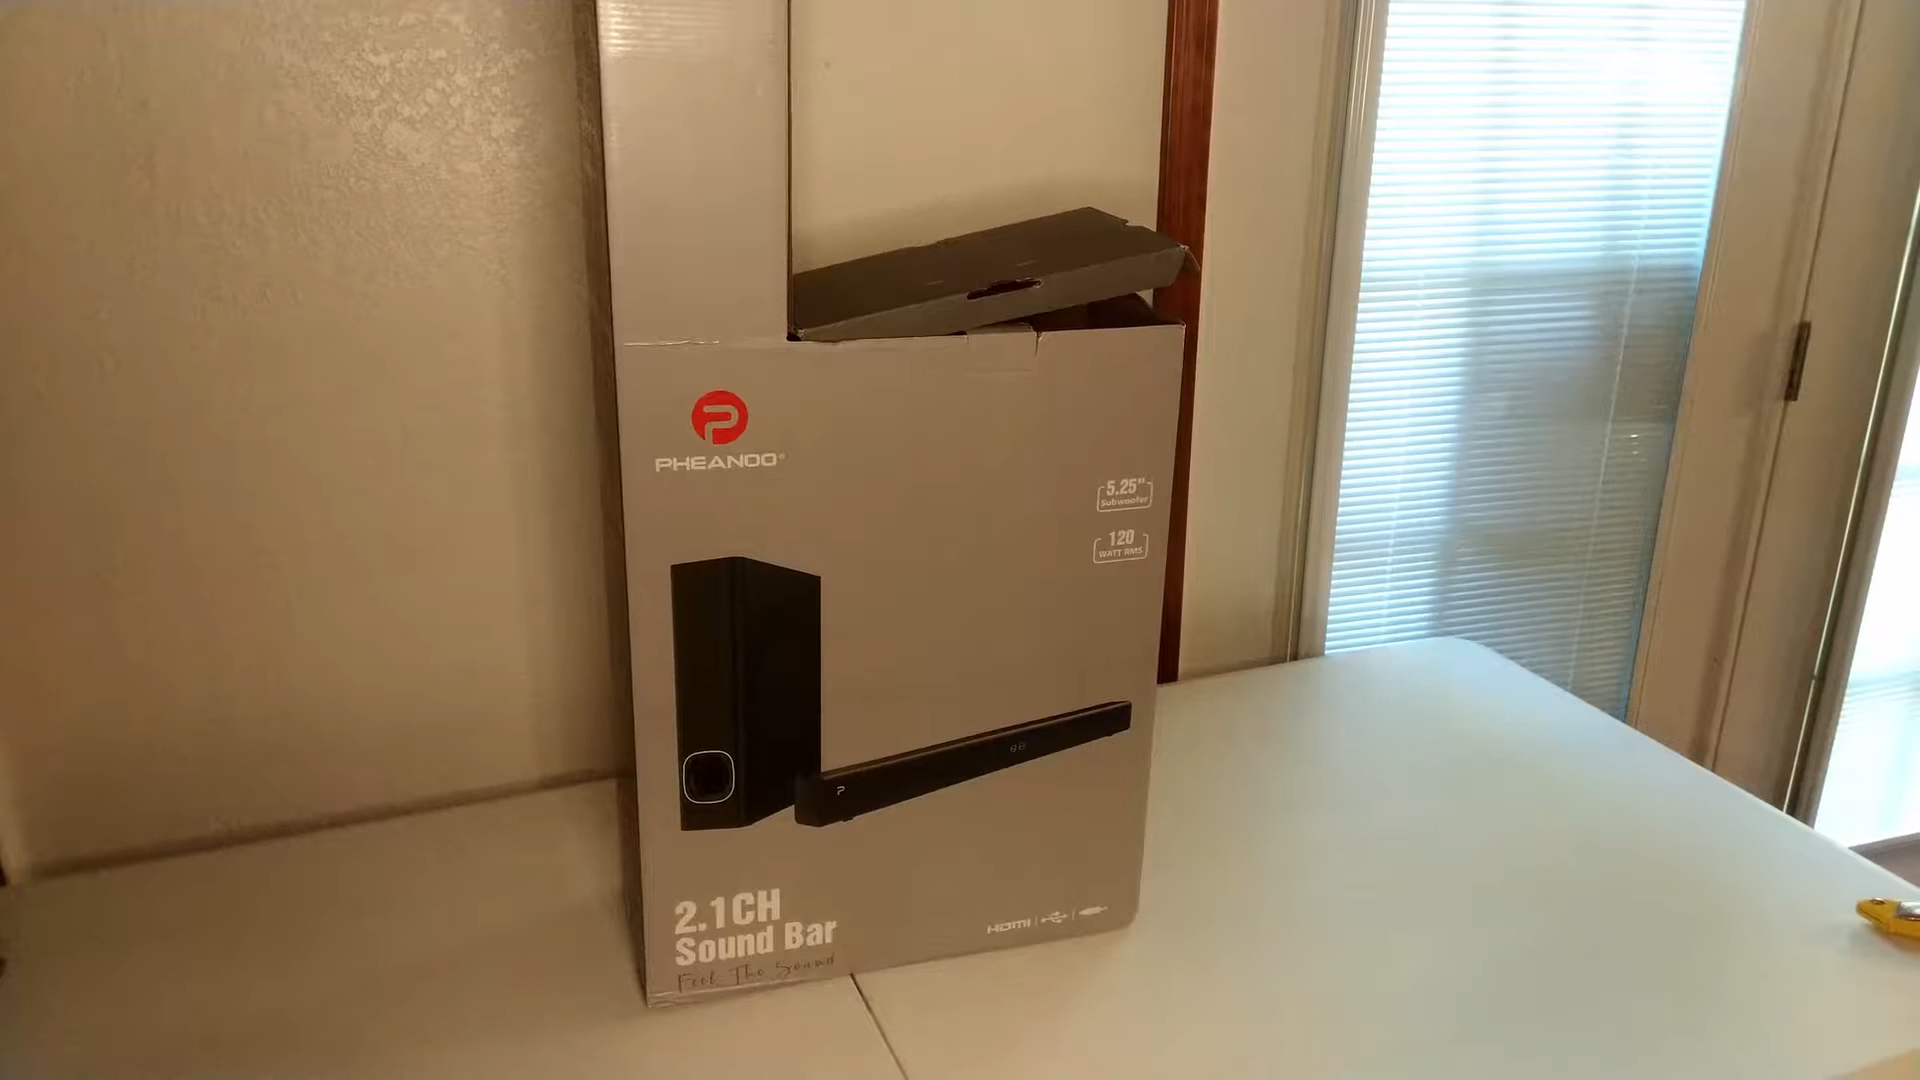 PHEANOO®
5.25"
Subwoofer
120
WATT RMS
P
2.1CH
Sound Bar
Feel The Sound
HDMI